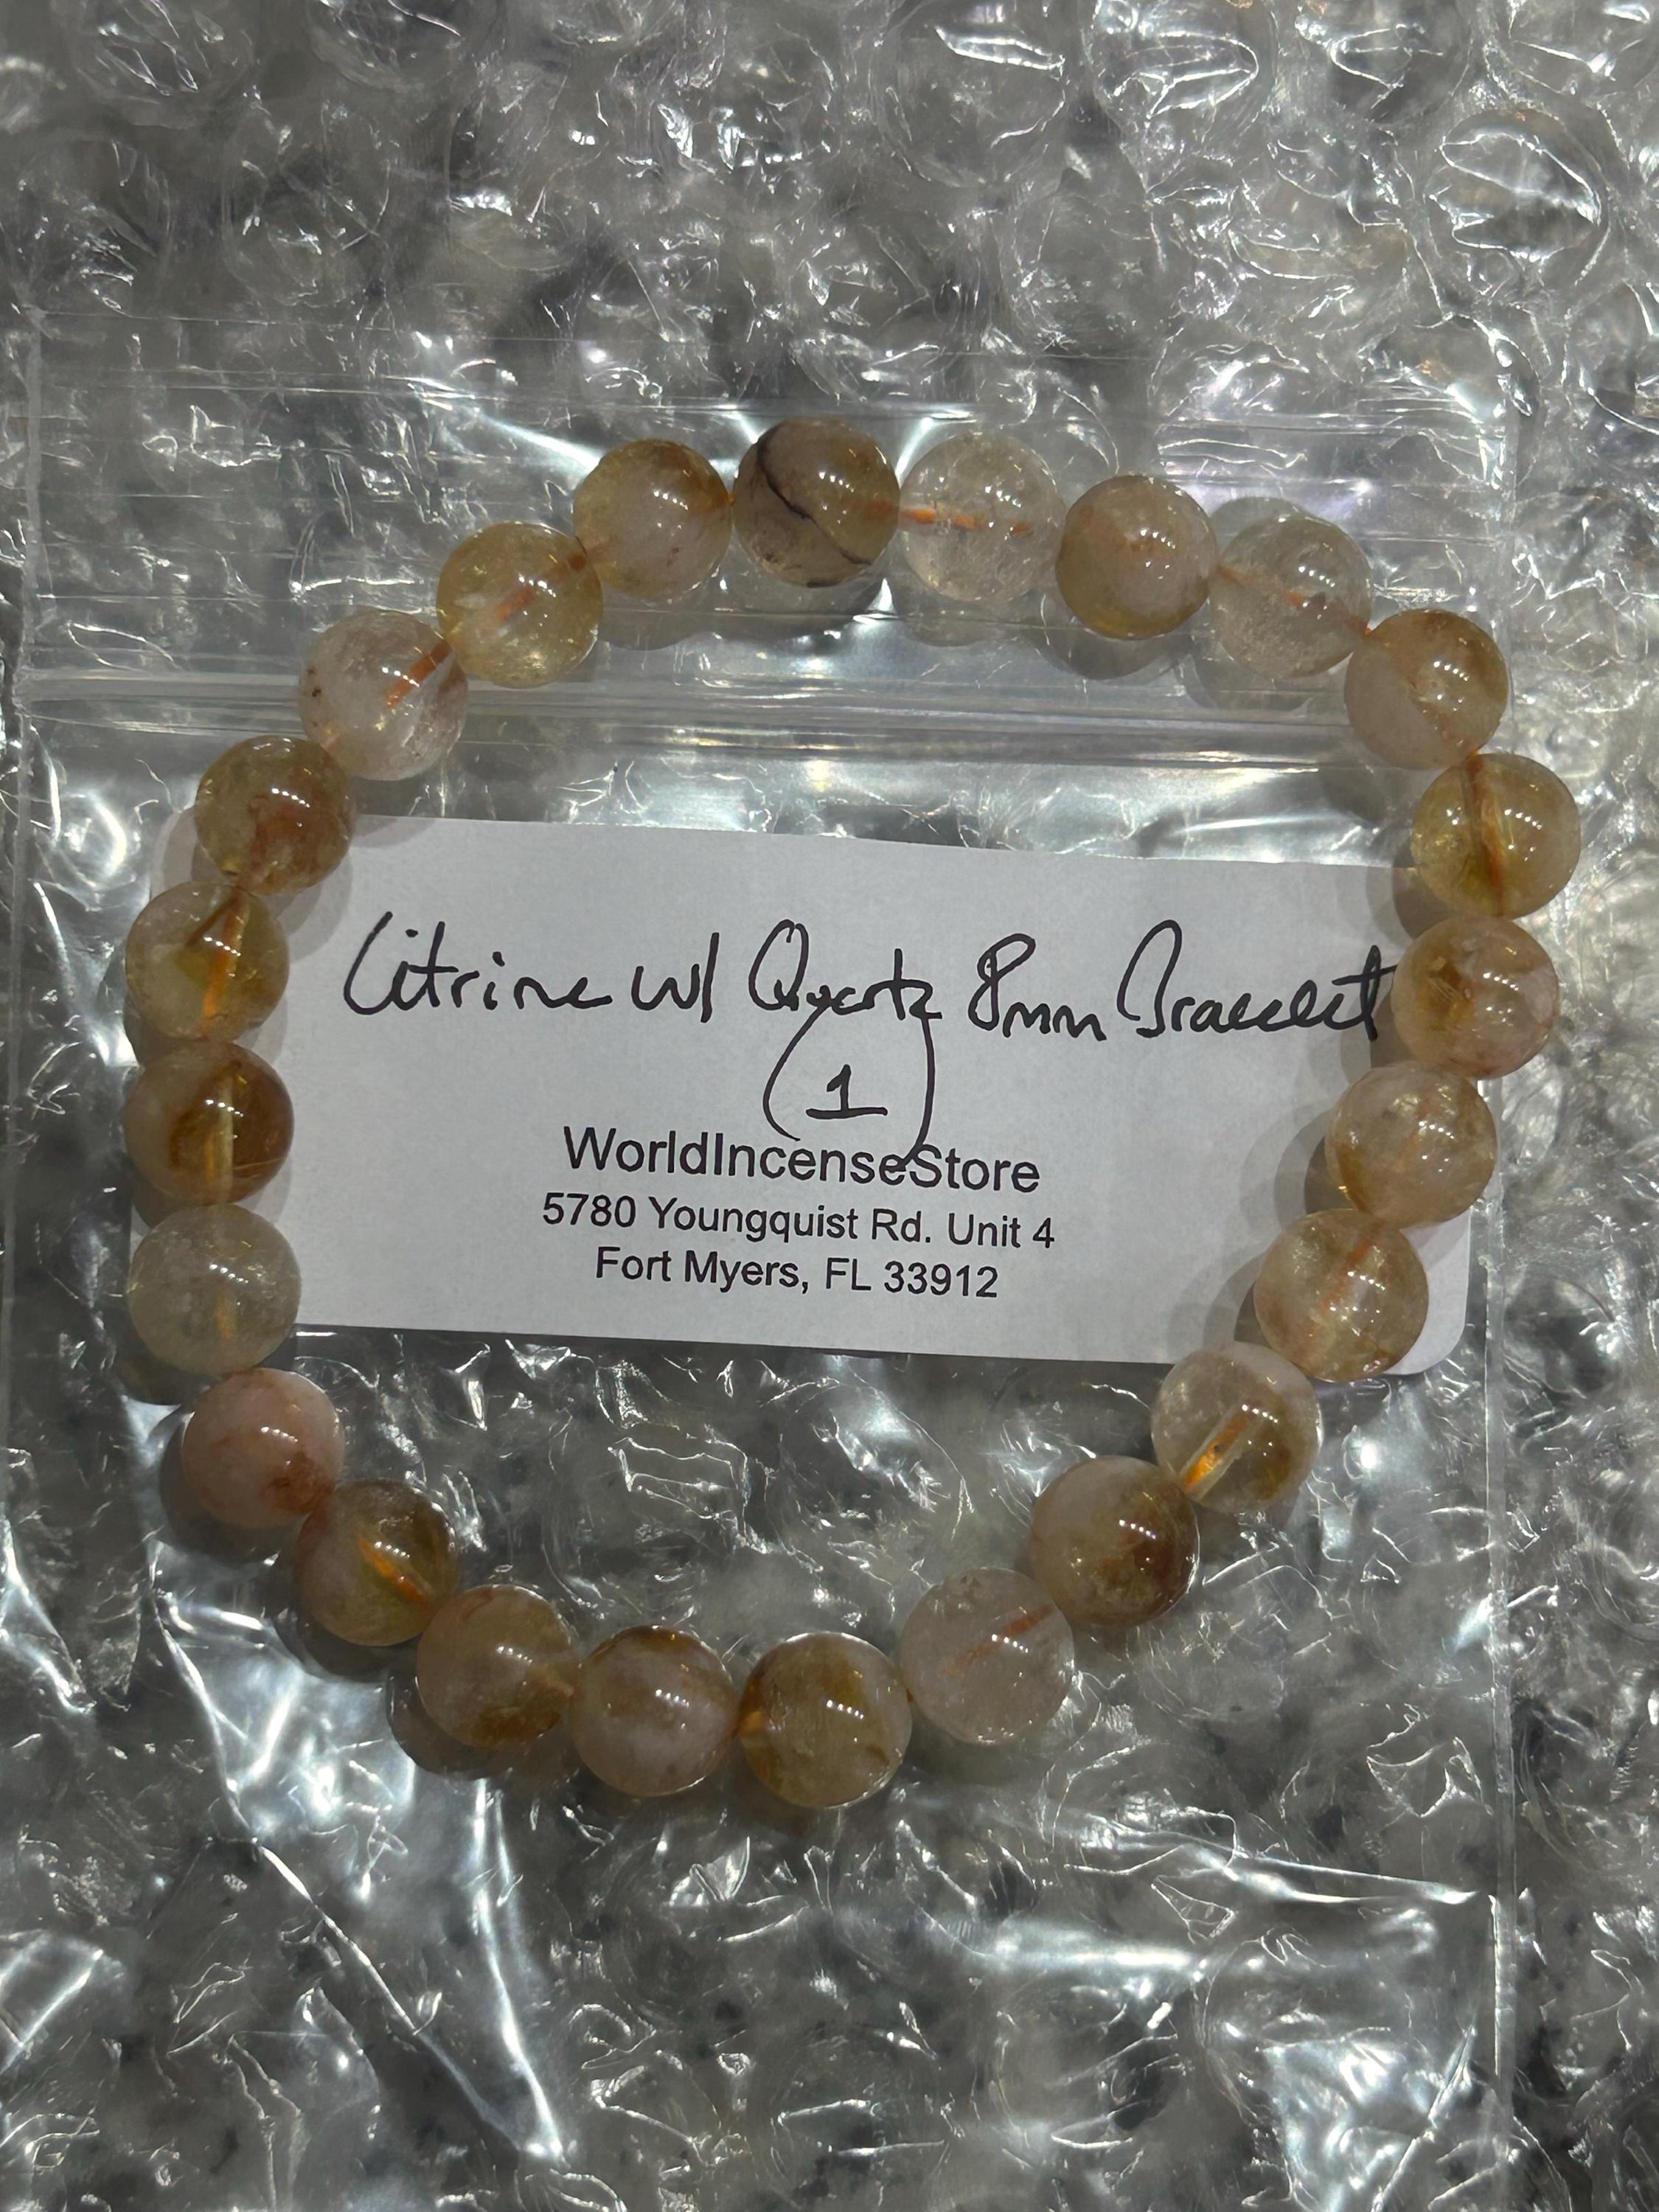 Citrine w/ Quartz 8mm Bracelet
(1)
WorldIncenseStore
5780 Youngquist Rd. Unit 4
Fort Myers, FL 33912